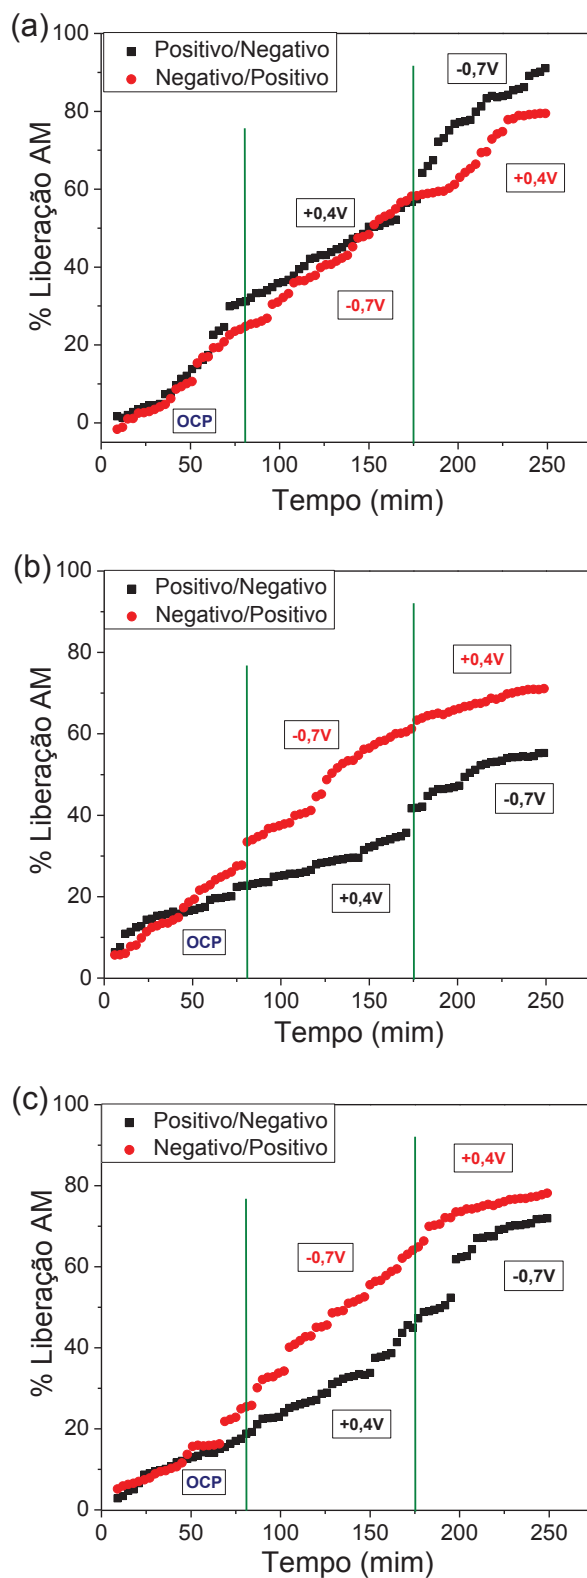 (a)
100
80
60
40
20
0
% Liberação AM
Positivo/Negativo
Negativo/Positivo
-0,7V
+0,4V
+0,4V
-0,7V
OCP
0 50 100 150 200 250
Tempo (mim)
(b)
100
80
60
40
20
0
% Liberação AM
Positivo/Negativo
Negativo/Positivo
+0,4V
-0,7V
-0,7V
+0,4V
OCP
0 50 100 150 200 250
Tempo (mim)
(c)
100
80
60
40
20
0
% Liberação AM
Positivo/Negativo
Negativo/Positivo
+0,4V
-0,7V
-0,7V
+0,4V
OCP
0 50 100 150 200 250
Tempo (mim)